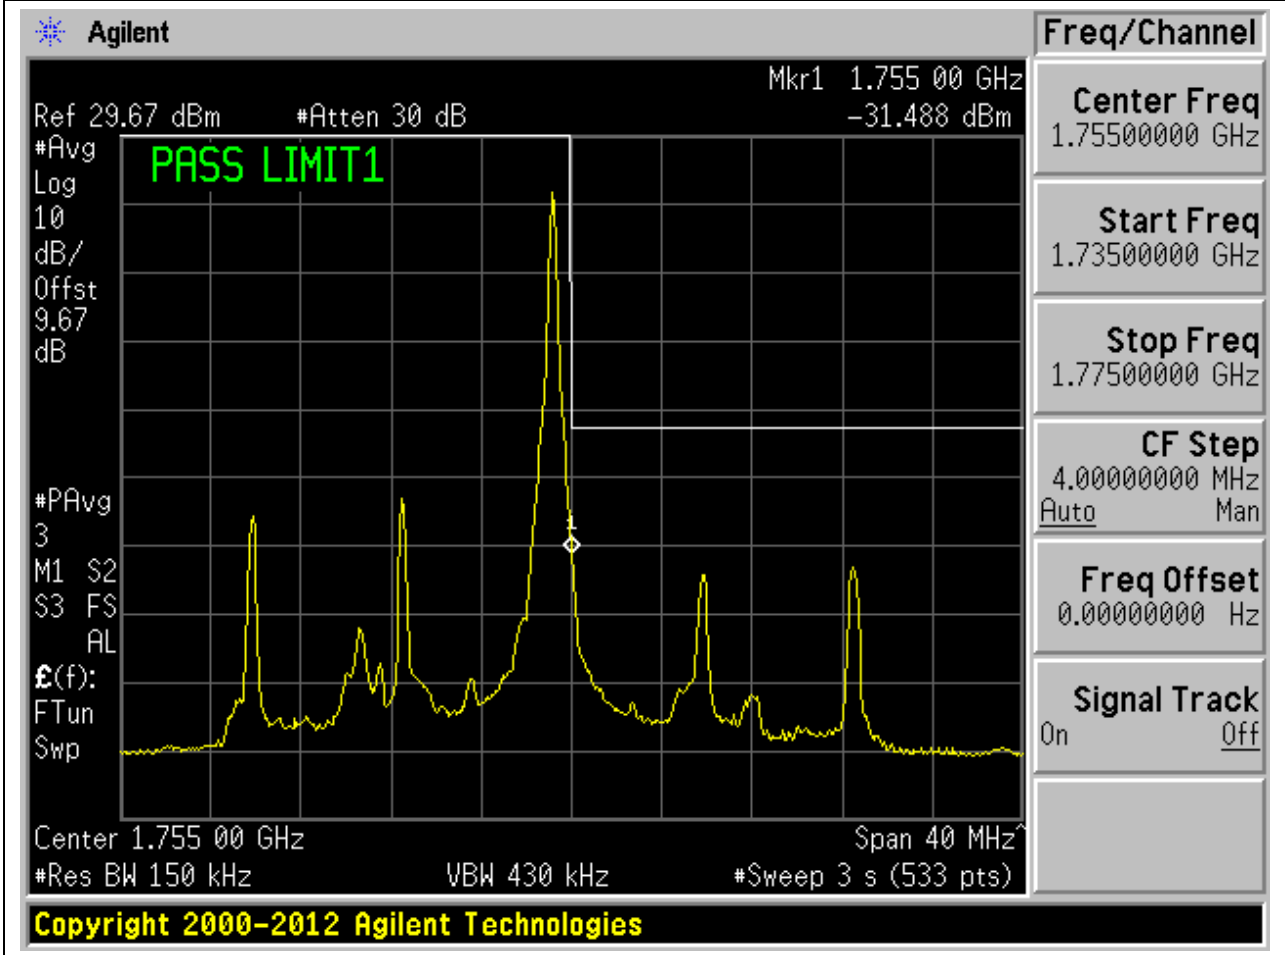 Agilent
Freq/Channel
Mkr1 1.755 00 GHz
Ref 29.67 dBm #Atten 30 dB -31.488 dBm
#Avg
Log
10
dB/
Offst
9.67
dB
PASS LIMIT1
1
#PAvg
3
M1 S2
S3 FS
AL
£(f):
FTun
Swp
Center 1.755 00 GHz Span 40 MHz^
#Res BW 150 kHz VBW 430 kHz #Sweep 3 s (533 pts)
Center Freq
1.75500000 GHz
Start Freq
1.73500000 GHz
Stop Freq
1.77500000 GHz
CF Step
4.00000000 MHz
Auto Man
Freq Offset
0.00000000 Hz
Signal Track
On Off
Copyright 2000-2012 Agilent Technologies